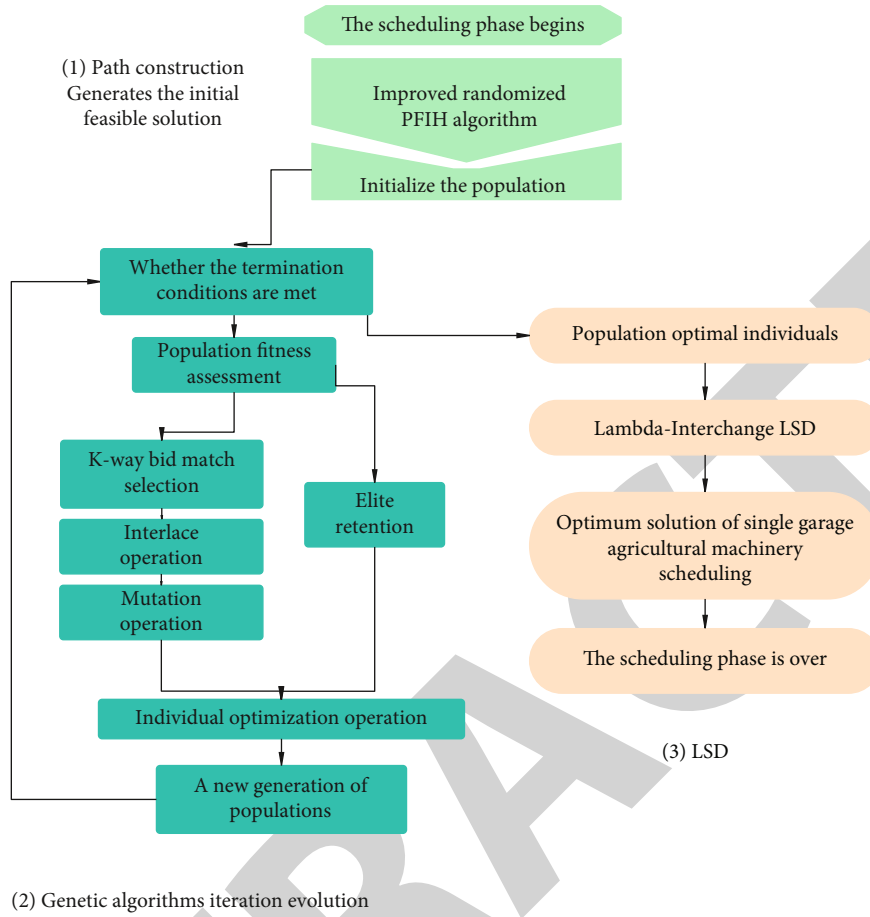 The scheduling phase begins
(1) Path construction
Generates the initial
feasible solution
Improved randomized
PFIH algorithm
Initialize the population
Whether the termination
conditions are met
Population fitness
assessment
K-way bid match
selection
Interlace
operation
Mutation
operation
Elite
retention
Individual optimization operation
A new generation of
populations
Population optimal individuals
Lambda-Interchange LSD
Optimum solution of single garage
agricultural machinery
scheduling
The scheduling phase is over
(3) LSD
(2) Genetic algorithms iteration evolution